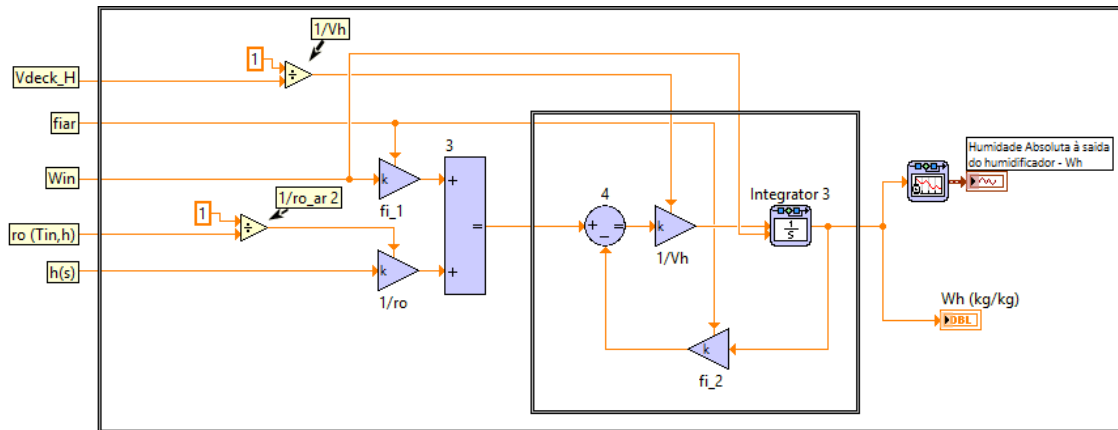 1/Vh
1
÷
Vdeck_H
fiar
3
Humidade Absoluta à saida
do humidificador - Wh
Win
k
+
fi_1
4
Integrator 3
1/ro_ar 2
1
÷
=
+
−
=
k
1
s
ro (Tin,h)
1/Vh
h(s)
k
+
1/ro
Wh (kg/kg)
DBL
k
fi_2